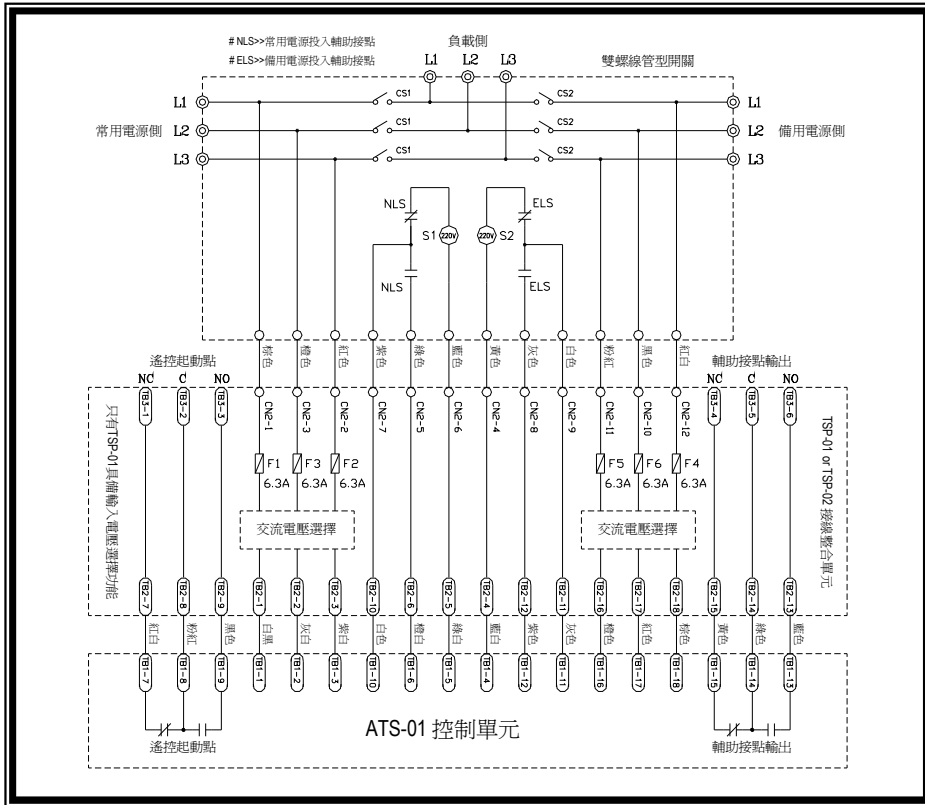 # NLS>>常用電源投入輔助接點
# ELS>>備用電源投入輔助接點
負載側
L1 L2 L3
雙螺線管型開關
L1 CS1 CS2 L1
常用電源側 L2 CS1 CS2 L2 備用電源側
L3 CS1 CS2 L3
NLS ELS
S1 220V 220V S2
NLS ELS
棕色 橙色 紅色 紫色 綠色 藍色 黃色 灰色 白色 粉紅 黑色 紅白
遙控起動點 輔助接點輸出
NC C NO NC C NO
TB3-1 TB3-2 TB3-3 CN2-1 CN2-3 CN2-2 CN2-7 CN2-5 CN2-6 CN2-4 CN2-8 CN2-9 CN2-11 CN2-10 CN2-12 TB3-4 TB3-5 TB3-6
只有TSP-01具備輸入電壓選擇功能
TSP-01 or TSP-02 接線整合單元
F1 F3 F2 F5 F6 F4
6.3A 6.3A 6.3A 6.3A 6.3A 6.3A
交流電壓選擇 交流電壓選擇
TB2-7 TB2-8 TB2-9 TB2-1 TB2-2 TB2-3 TB2-10 TB2-6 TB2-5 TB2-4 TB2-12 TB2-11 TB2-16 TB2-17 TB2-18 TB2-15 TB2-14 TB2-13
紅白 粉紅 黑色 白黑 灰白 紫白 白色 橙白 綠白 藍白 紫色 灰色 橙色 紅色 棕色 黃色 綠色 藍色
TB1-7 TB1-8 TB1-9 TB1-1 TB1-2 TB1-3 TB1-10 TB1-6 TB1-5 TB1-4 TB1-12 TB1-11 TB1-16 TB1-17 TB1-18 TB1-15 TB1-14 TB1-13
ATS-01 控制單元
遙控起動點 輔助接點輸出